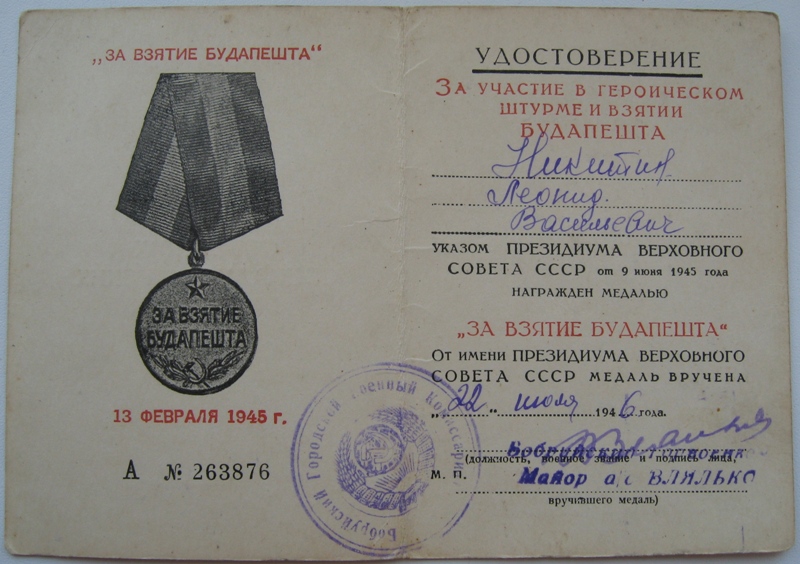 „ЗА ВЗЯТИЕ БУДАПЕШТА“
ЗА ВЗЯТИЕ
БУДАПЕШТА
13 ФЕВРАЛЯ 1945 г.
А № 263876
УДОСТОВЕРЕНИЕ
ЗА УЧАСТИЕ В ГЕРОИЧЕСКОМ
ШТУРМЕ И ВЗЯТИИ
БУДАПЕШТА
Никитин
Леонид
Васильевич
УКАЗОМ ПРЕЗИДИУМА ВЕРХОВНОГО
СОВЕТА СССР от 9 июня 1945 года
НАГРАЖДЕН МЕДАЛЬЮ
„ЗА ВЗЯТИЕ БУДАПЕШТА“
От имени ПРЕЗИДИУМА ВЕРХОВНОГО
СОВЕТА СССР МЕДАЛЬ ВРУЧЕНА
„22“ июля 1946 года.
Бобруйский
(должность, военное звание и подпись лица,
М. П. Майор а/с
вручившего медаль)
Бобруйский Городской Военный Комиссариат